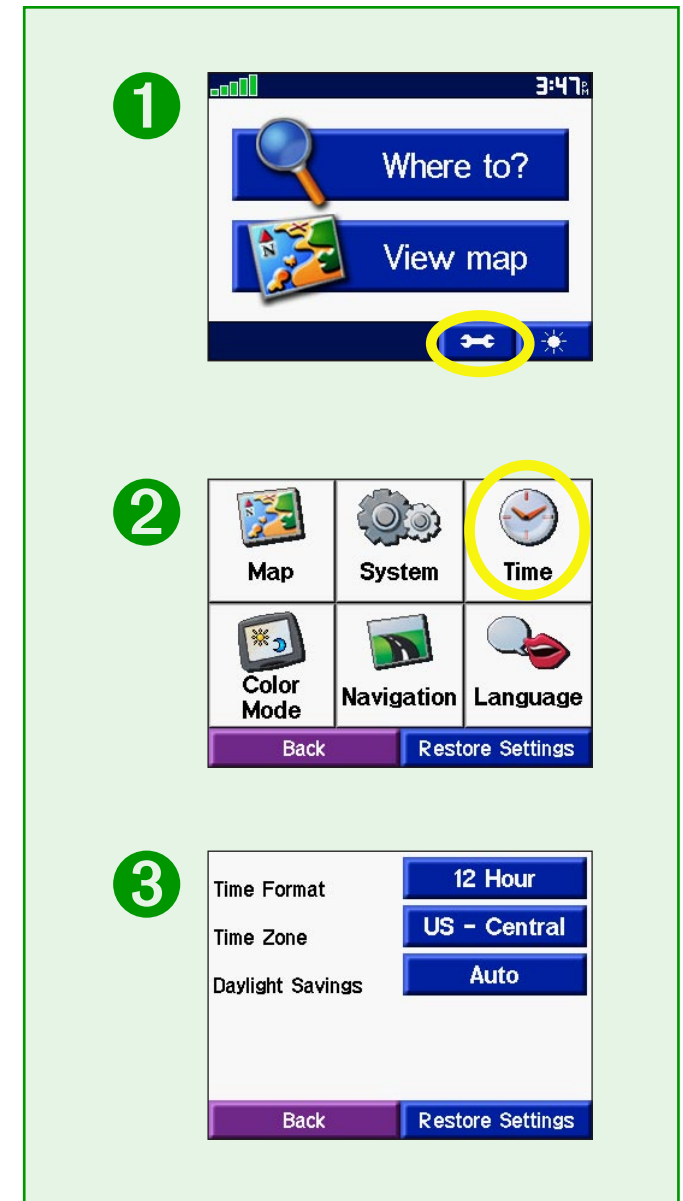 1
3:47PM
Where to?
N
View map
2
N
Map
System
Time
Color
Mode
Navigation
Language
Back
Restore Settings
3
Time Format
12 Hour
Time Zone
US - Central
Daylight Savings
Auto
Back
Restore Settings